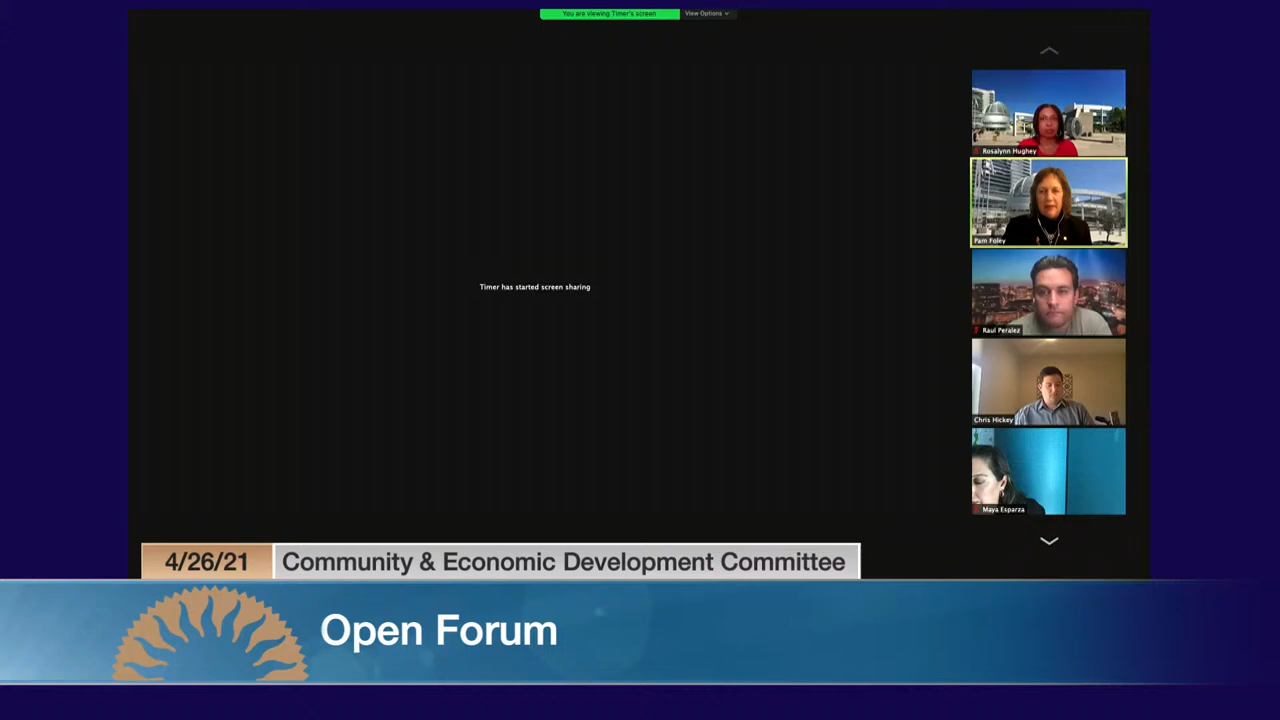 You are viewing Timer's screen
View Options
Rosalynn Hughey
Pam Foley
Timer has started screen sharing
Raul Peralez
Chris Hickey
Maya Esparza
4/26/21
Community & Economic Development Committee
Open Forum